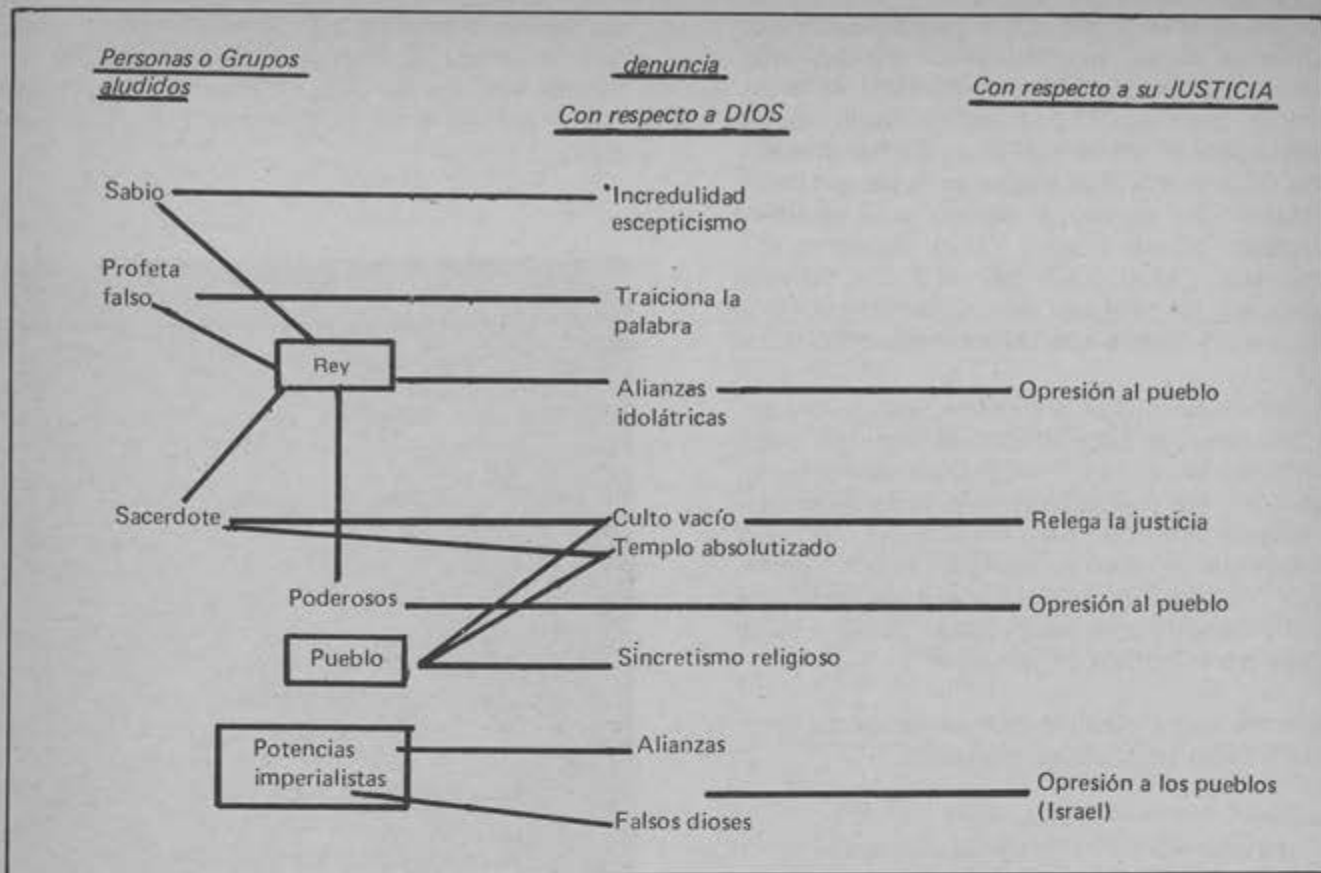 Personas o Grupos
aludidos
denuncia
Con respecto a DIOS
Con respecto a su JUSTICIA
Sabio
Incredulidad
escepticismo
Profeta
falso
Traiciona la
palabra
Rey
Alianzas
idolátricas
Opresión al pueblo
Sacerdote
Culto vacío
Templo absolutizado
Relega la justicia
Poderosos
Opresión al pueblo
Pueblo
Sincretismo religioso
Potencias
imperialistas
Alianzas
Falsos dioses
Opresión a los pueblos
(Israel)